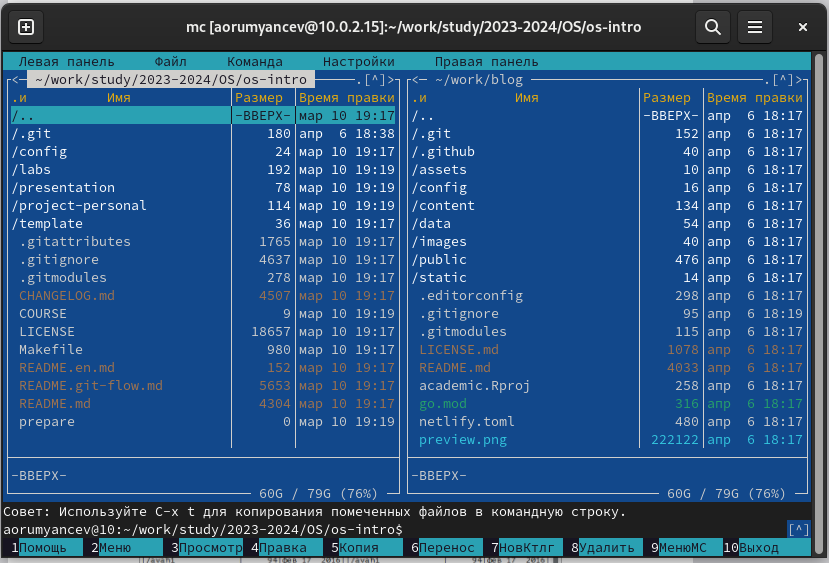 mc [aorumyancev@10.0.2.15]:~/work/study/2023-2024/OS/os-intro
Левая панель Файл Команда Настройки Правая панель
<─ ~/work/study/2023-2024/OS/os-intro .[^]>
.и Имя Размер Время правки
/.. -ВВЕРХ- мар 10 19:17
/.git 180 апр 6 18:38
/config 24 мар 10 19:17
/labs 192 мар 10 19:19
/presentation 78 мар 10 19:19
/project-personal 114 мар 10 19:19
/template 36 мар 10 19:17
.gitattributes 1765 мар 10 19:17
.gitignore 4637 мар 10 19:17
.gitmodules 278 мар 10 19:17
CHANGELOG.md 4507 мар 10 19:17
COURSE 9 мар 10 19:19
LICENSE 18657 мар 10 19:17
Makefile 980 мар 10 19:17
README.en.md 152 мар 10 19:17
README.git-flow.md 5653 мар 10 19:17
README.md 4304 мар 10 19:17
prepare 0 мар 10 19:19
-ВВЕРХ-
60G / 79G (76%)
<─ ~/work/blog .[^]>
.и Имя Размер Время правки
/.. -ВВЕРХ- апр 6 18:17
/.git 152 апр 6 18:17
/.github 40 апр 6 18:17
/assets 10 апр 6 18:17
/config 16 апр 6 18:17
/content 134 апр 6 18:17
/data 54 апр 6 18:17
/images 40 апр 6 18:17
/public 476 апр 6 18:17
/static 14 апр 6 18:17
.editorconfig 298 апр 6 18:17
.gitignore 95 апр 6 18:19
.gitmodules 115 апр 6 18:17
LICENSE.md 1078 апр 6 18:17
README.md 4033 апр 6 18:17
academic.Rproj 258 апр 6 18:17
go.mod 316 апр 6 18:17
netlify.toml 480 апр 6 18:17
preview.png 222122 апр 6 18:17
-ВВЕРХ-
60G / 79G (76%)
Совет: Используйте C-x t для копирования помеченных файлов в командную строку.
aorumyancev@10:~/work/study/2023-2024/OS/os-intro$ [^]
1Помощь 2Меню 3Просмотр 4Правка 5Копия 6Перенос 7НовКтлг 8Удалить 9МенюМС 10Выход